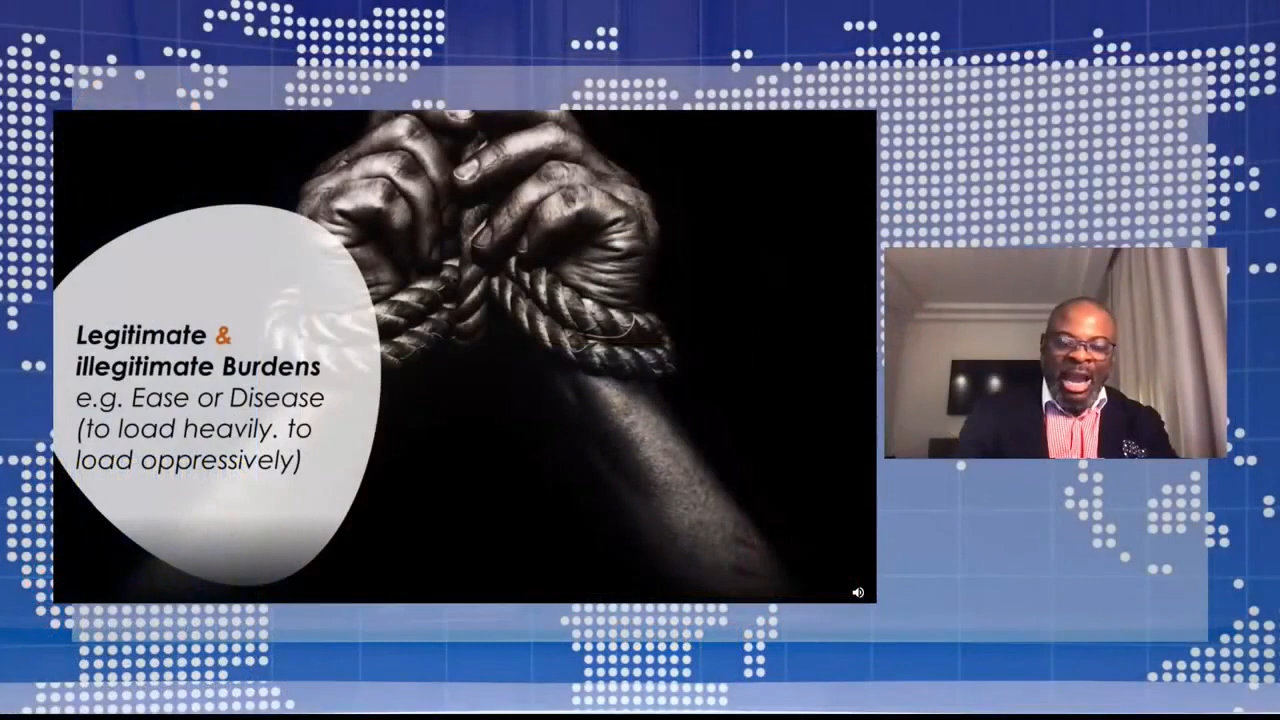 Legitimate &
illegitimate Burdens
e.g. Ease or Disease
(to load heavily. to
load oppressively)